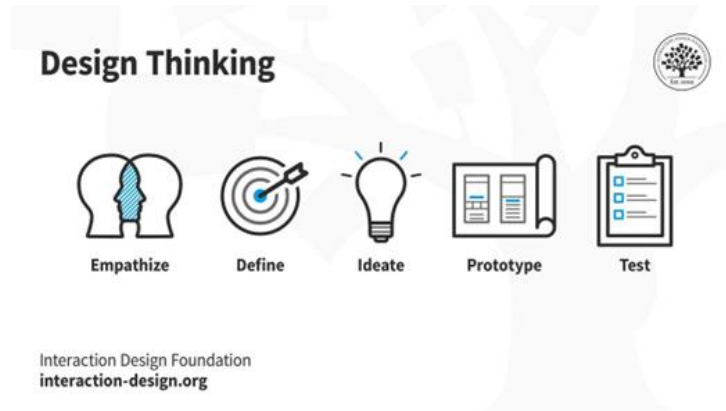 Design Thinking
Empathize
Define
Ideate
Prototype
Test
Interaction Design Foundation
interaction-design.org